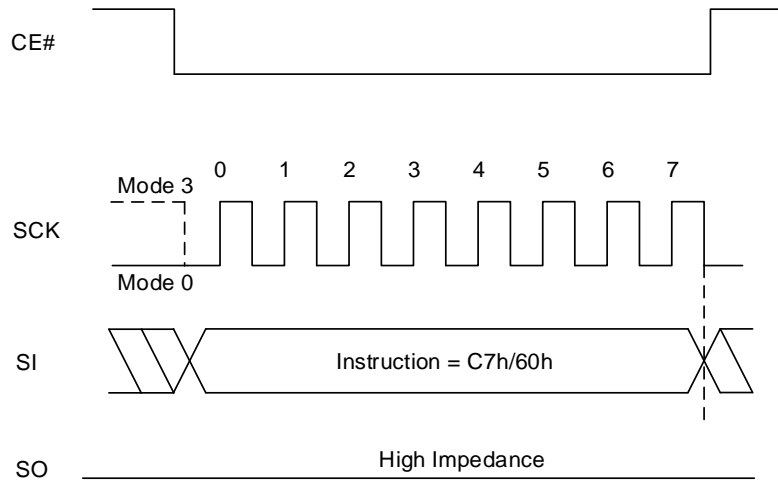 CE#
0 1 2 3 4 5 6 7
Mode 3
SCK
Mode 0
SI
Instruction = C7h/60h
SO
High Impedance